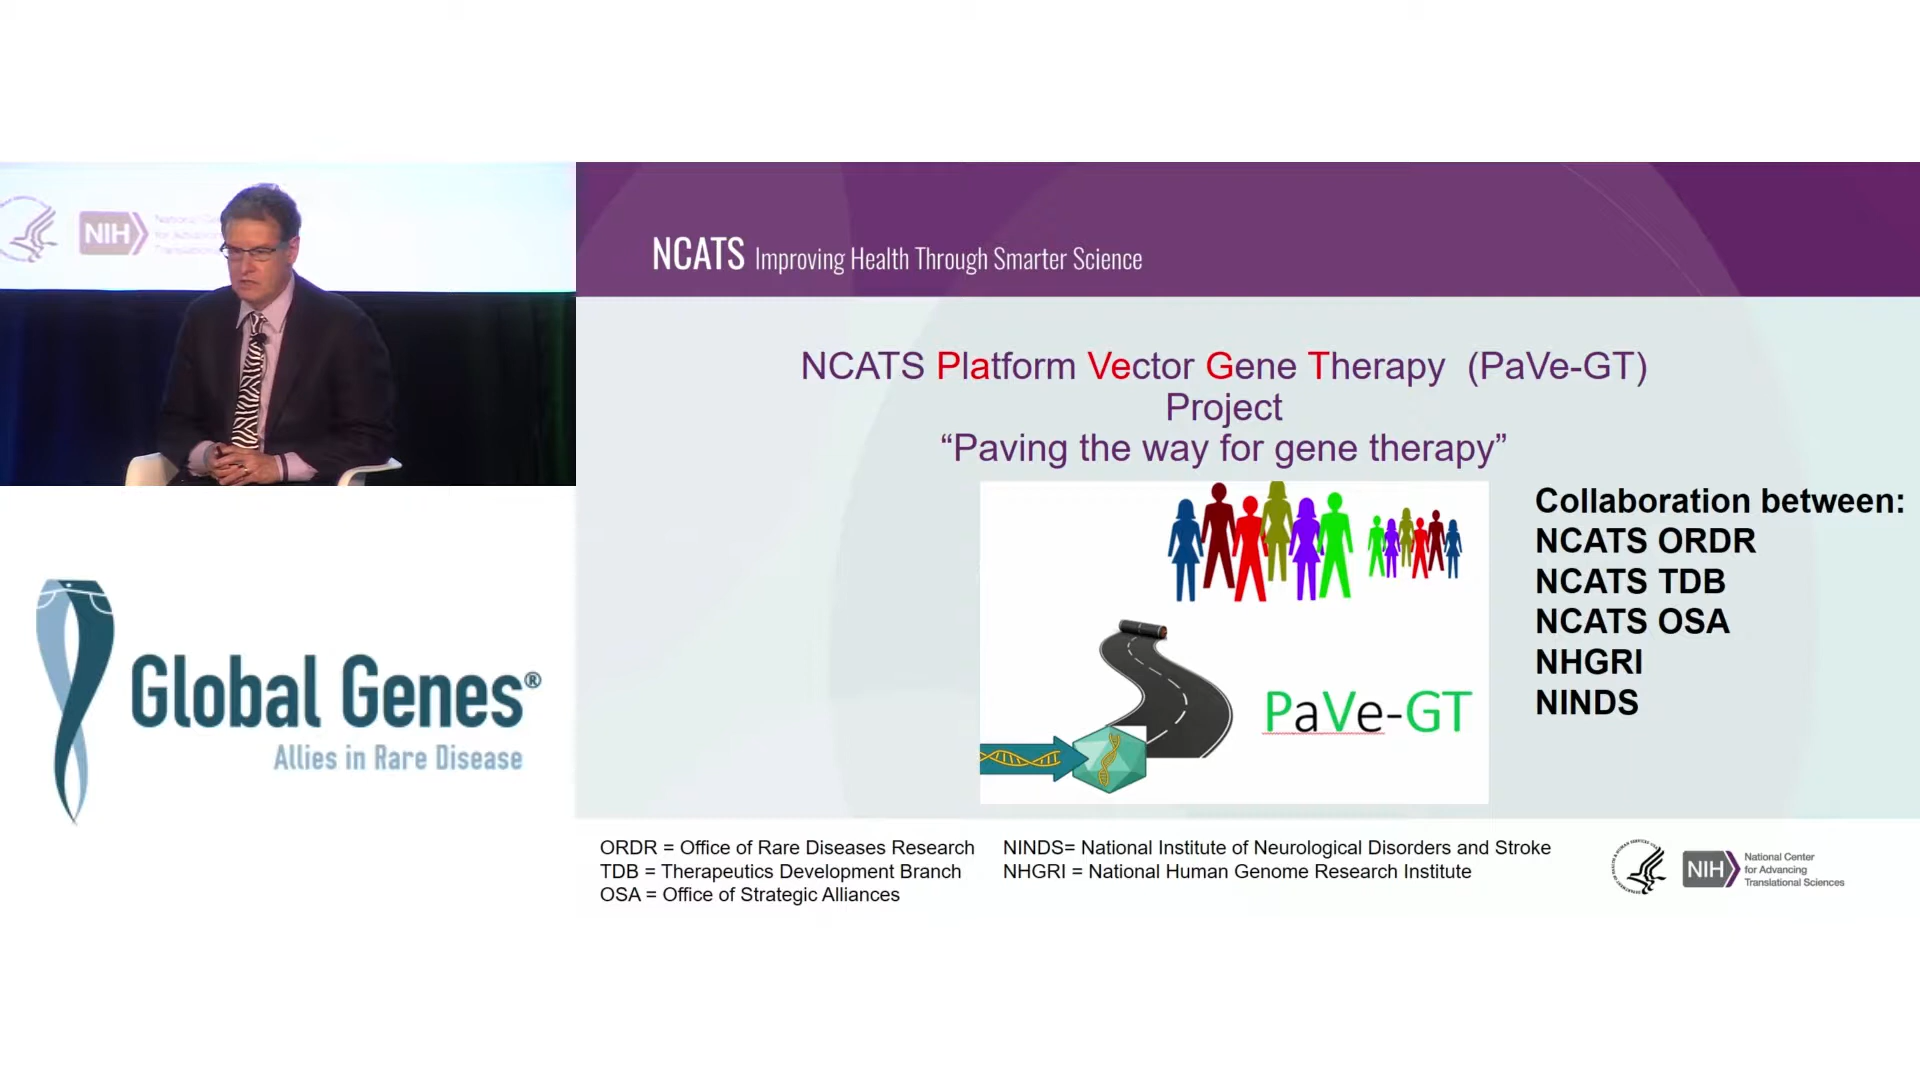 NIH
NCATS Improving Health Through Smarter Science
NCATS Platform Vector Gene Therapy (PaVe-GT)
Project
“Paving the way for gene therapy”
Collaboration between:
NCATS ORDR
NCATS TDB
NCATS OSA
NHGRI
NINDS
PaVe-GT
Global Genes®
Allies in Rare Disease
ORDR = Office of Rare Diseases Research
TDB = Therapeutics Development Branch
OSA = Office of Strategic Alliances
NINDS= National Institute of Neurological Disorders and Stroke
NHGRI = National Human Genome Research Institute
NIH
National Center
for Advancing
Translational Sciences